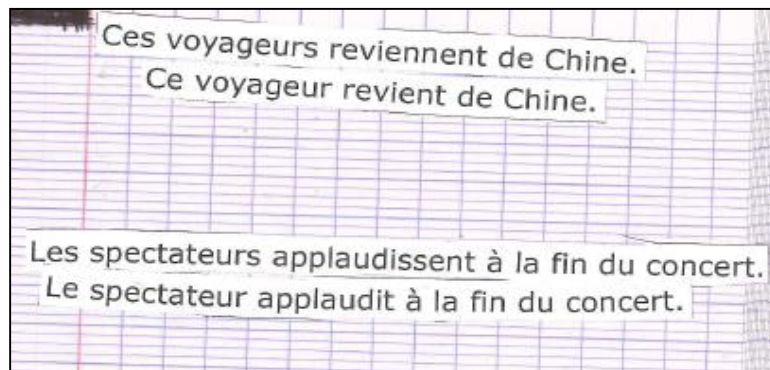 Ces voyageurs reviennent de Chine.
Ce voyageur revient de Chine.
Les spectateurs applaudissent à la fin du concert.
Le spectateur applaudit à la fin du concert.